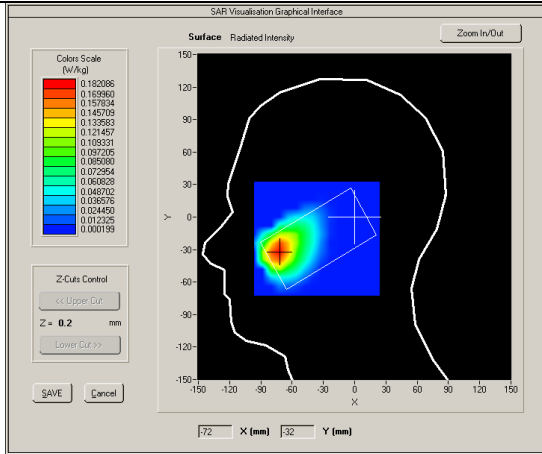 SAR Visualisation Graphical Interface
Surface Radiated Intensity
Zoom In/Out
Colors Scale
(W/kg)
0.182086
0.169960
0.157834
0.145709
0.133583
0.121457
0.109331
0.097205
0.085080
0.072954
0.060828
0.048702
0.036576
0.024450
0.012325
0.000199
Z-Cuts Control
<< Upper Cut
Z = 0.2 mm
Lower Cut >>
SAVE Cancel
150-
120-
90-
60-
30-
0-
-30-
-60-
-90-
-120-
-150-
Y
-150 -120 -90 -60 -30 0 30 60 90 120 150
X
-72 X (mm) -32 Y (mm)